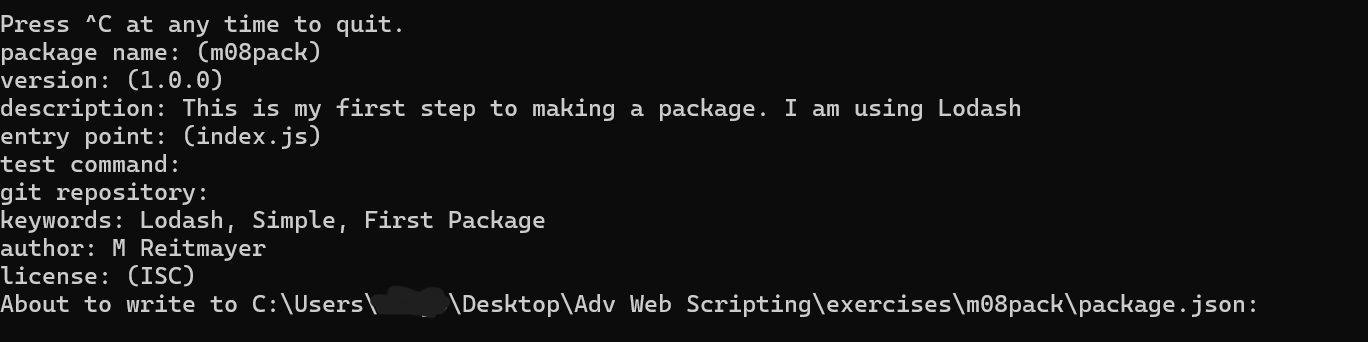 Press ^C at any time to quit.
package name: (m08pack)
version: (1.0.0)
description: This is my first step to making a package. I am using Lodash
entry point: (index.js)
test command:
git repository:
keywords: Lodash, Simple, First Package
author: M Reitmayer
license: (ISC)
About to write to C:\Users\ \Desktop\Adv Web Scripting\exercises\m08pack\package.json: